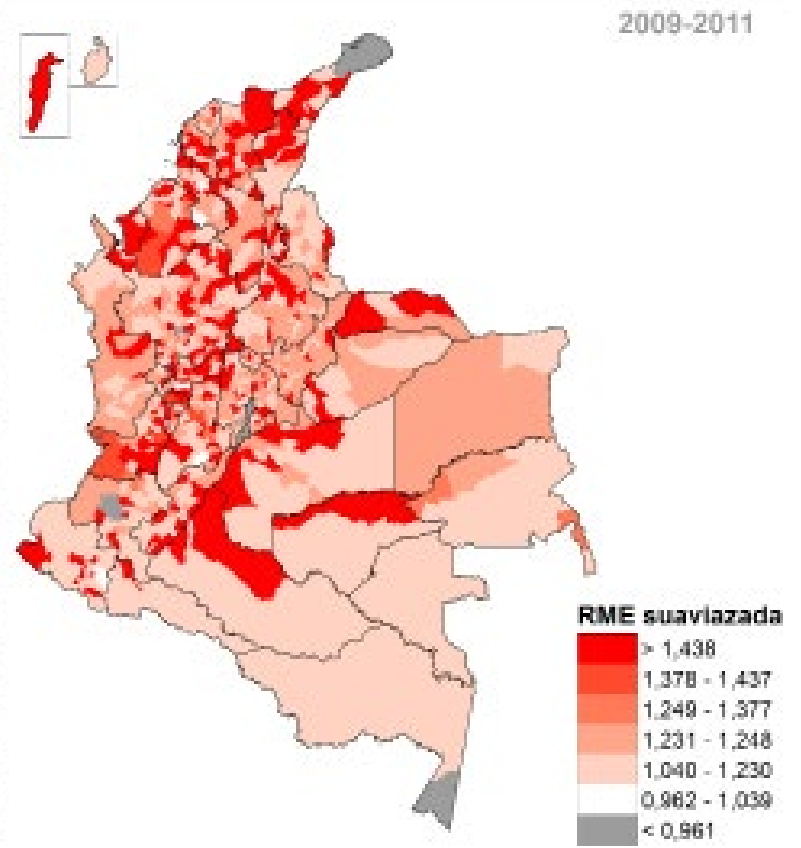 2009-2011
RME suavizada
> 1,438
1,378 - 1,437
1,249 - 1,377
1,231 - 1,248
1,040 - 1,230
0,962 - 1,039
< 0,961